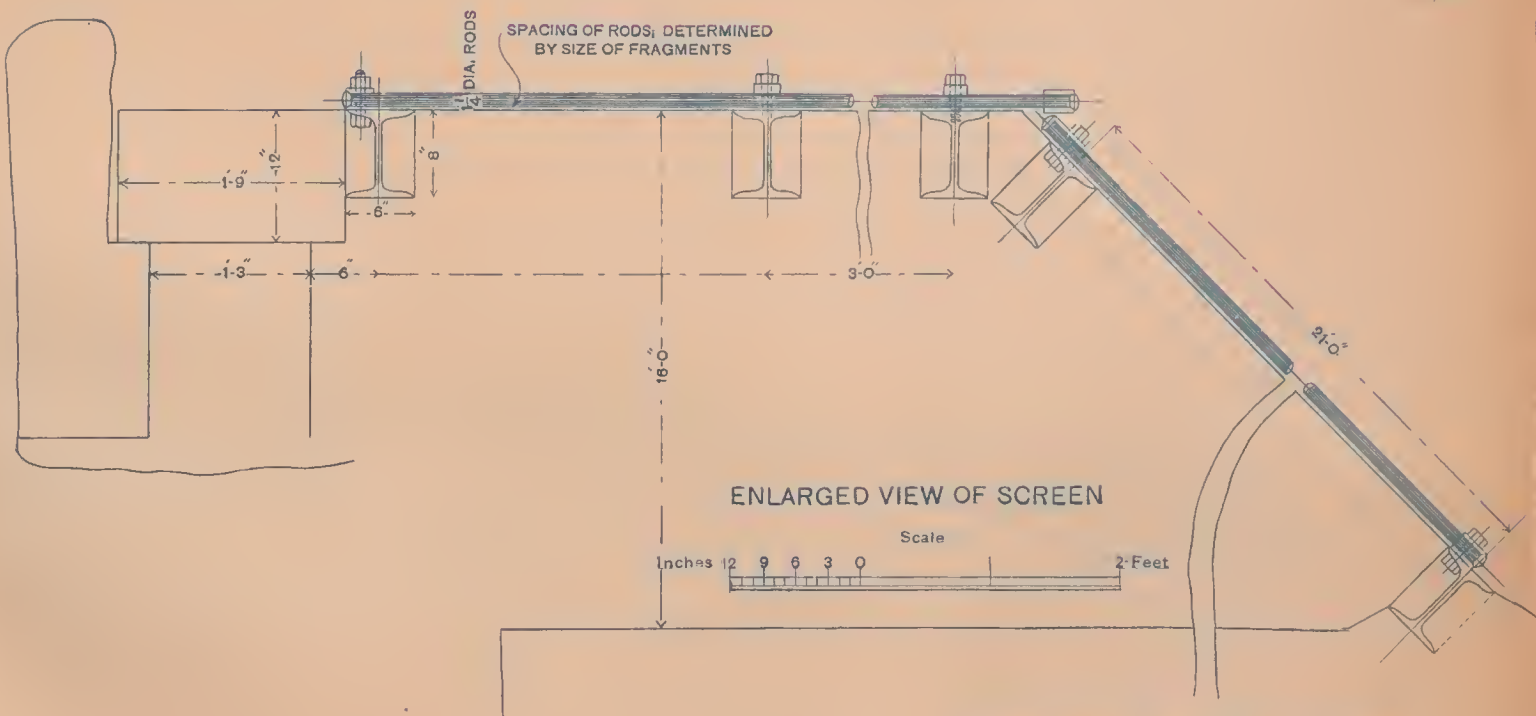 SPACING OF RODS; DETERMINED
BY SIZE OF FRAGMENTS
1¼" DIA. RODS
12"
1'-9"
8"
6"
1'-3"
6"
3'-0"
16'-0"
21'-0"
ENLARGED VIEW OF SCREEN
Scale
Inches 12 9 6 3 0 2 Feet